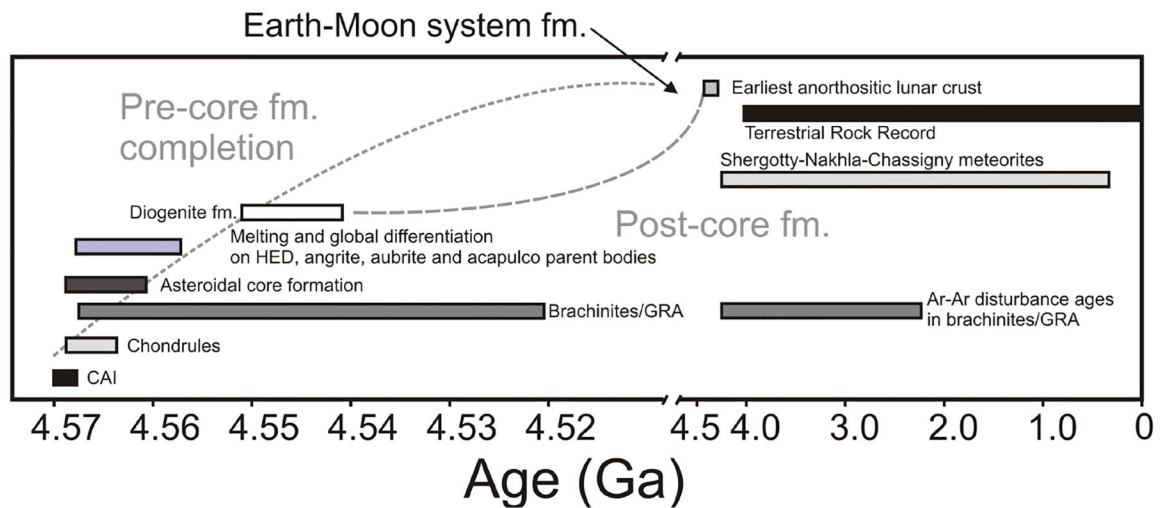 Earth-Moon system fm.
Pre-core fm.
completion
Earliest anorthositic lunar crust
Terrestrial Rock Record
Shergotty-Nakhla-Chassigny meteorites
Diogenite fm.
Post-core fm.
Melting and global differentiation
on HED, angrite, aubrite and acapulco parent bodies
Asteroidal core formation
Brachinites/GRA
Ar-Ar disturbance ages
in brachinites/GRA
Chondrules
CAI
4.57 4.56 4.55 4.54 4.53 4.52 4.5 4.0 3.0 2.0 1.0 0
Age (Ga)